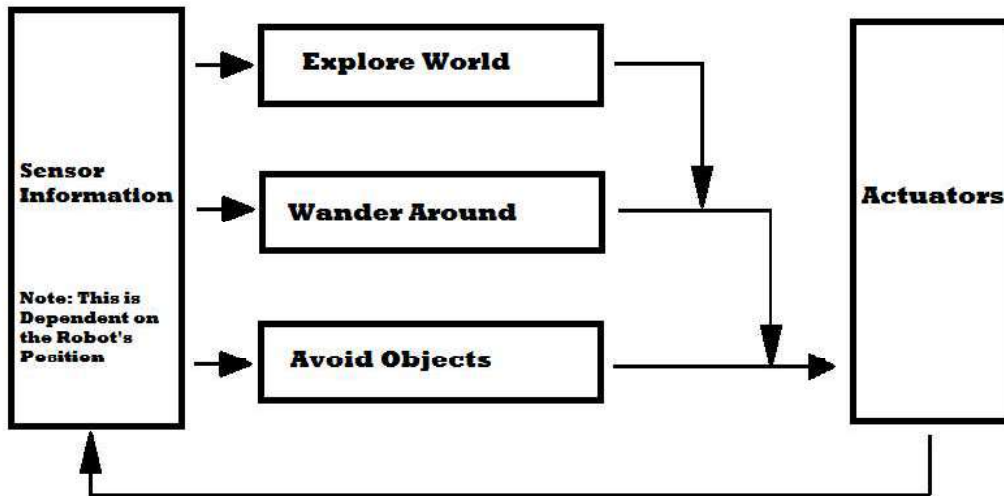 Explore World
Sensor
Information
Wander Around
Actuators
Note: This is
Dependent on
the Robot's
Position
Avoid Objects